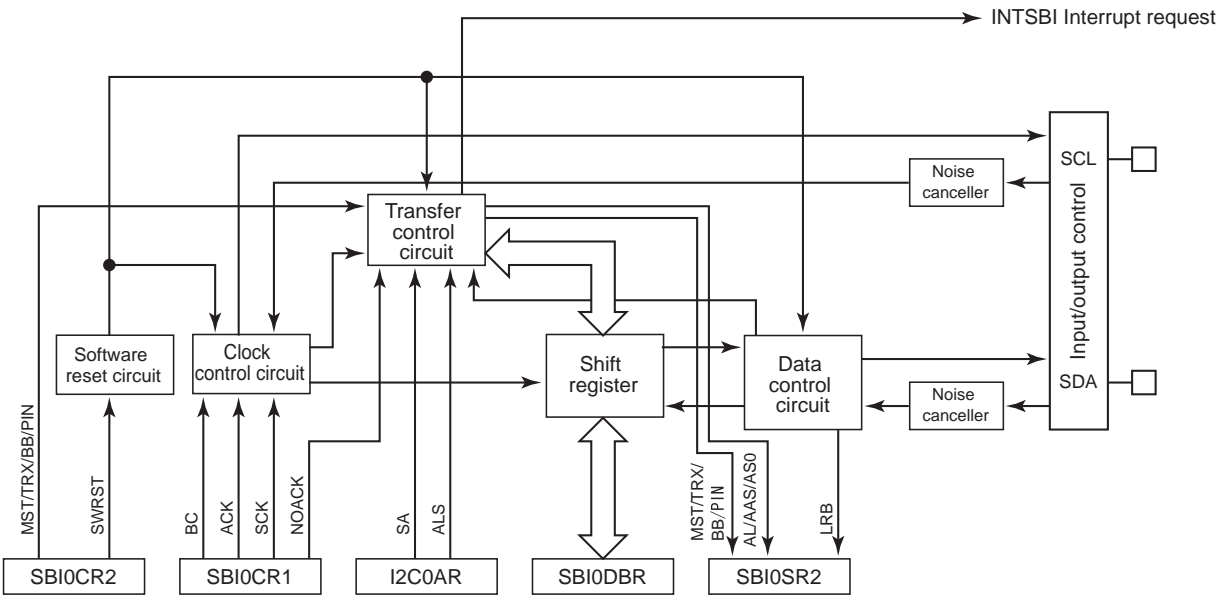 INTSBI Interrupt request
SCL
Noise
canceller
Transfer
control
circuit
Input/output control
Software
reset circuit
Clock
control circuit
Shift
register
Data
control
circuit
SDA
Noise
canceller
MST/TRX/BB/PIN
SWRST
BC
ACK
SCK
NOACK
SA
ALS
MST/TRX/
BB/PIN
AL/AAS/AS0
LRB
SBI0CR2
SBI0CR1
I2C0AR
SBI0DBR
SBI0SR2